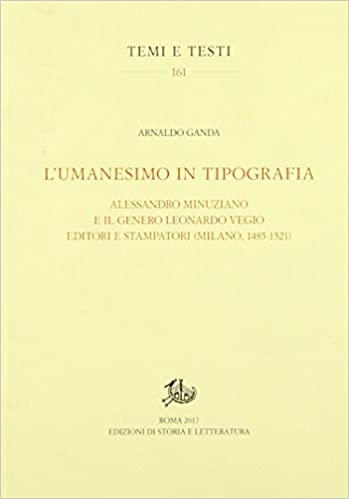 TEMI E TESTI
161
ARNALDO GANDA
L'UMANESIMO IN TIPOGRAFIA
ALESSANDRO MINUZIANO
E IL GENERO LEONARDO VEGIO
EDITORI E STAMPATORI (MILANO, 1485-1521)
ROMA 2017
EDIZIONI DI STORIA E LETTERATURA